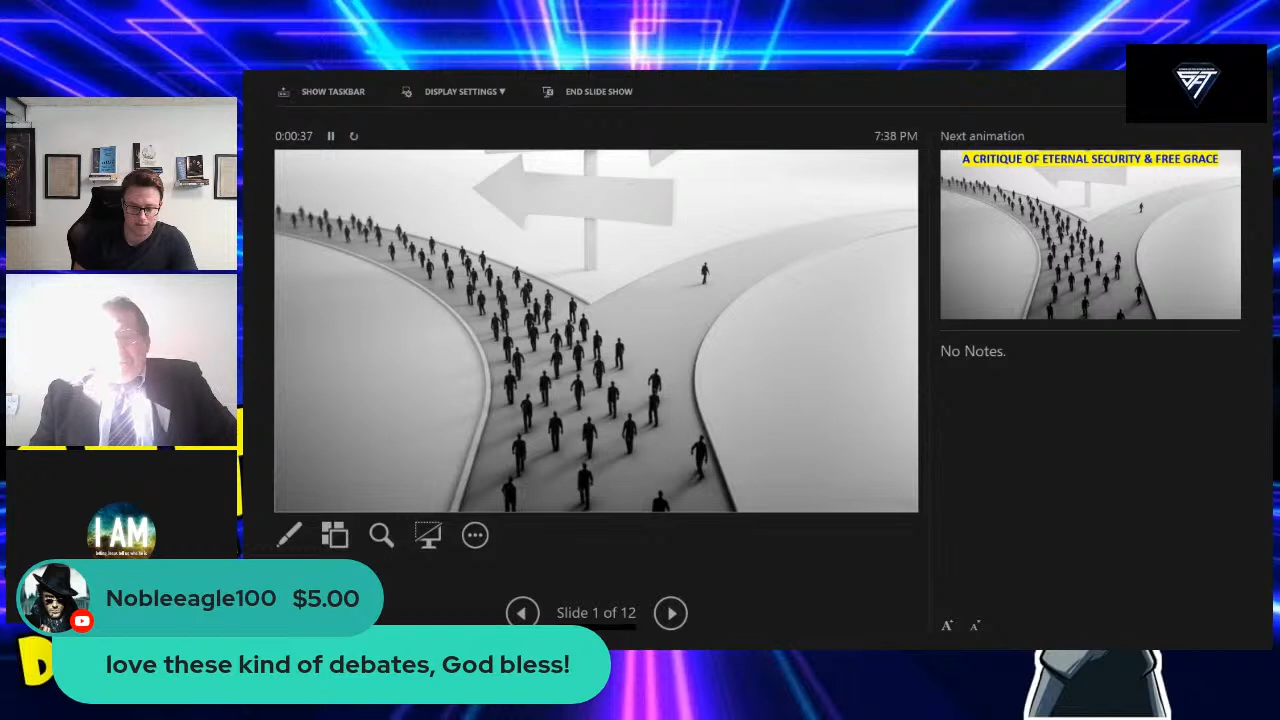 SHOW TASKBAR
DISPLAY SETTINGS ▼
END SLIDE SHOW
0:00:37
7:38 PM
Next animation
A CRITIQUE OF ETERNAL SECURITY & FREE GRACE
No Notes.
I AM
Nobleeagle100 $5.00
love these kind of debates, God bless!
Slide 1 of 12
A A
D